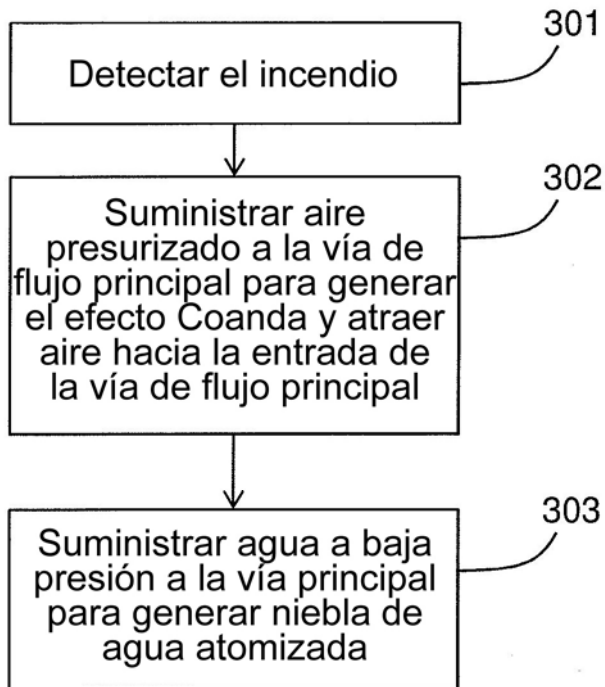 301
Detectar el incendio
302
Suministrar aire
presurizado a la vía de
flujo principal para generar
el efecto Coanda y atraer
aire hacia la entrada de
la vía de flujo principal
303
Suministrar agua a baja
presión a la vía principal
para generar niebla de
agua atomizada